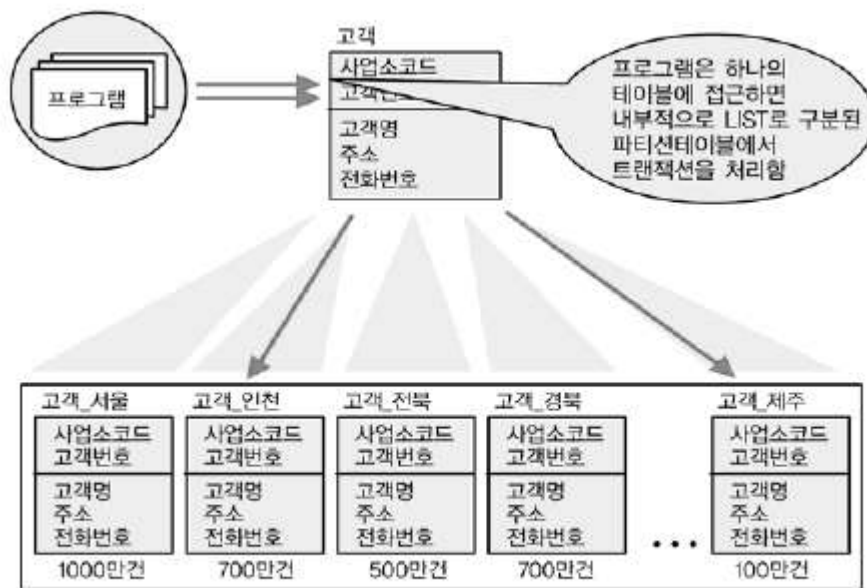 고객
프로그램
사업소코드
고객명
주소
전화번호
프로그램은 하나의
테이블에 접근하면
내부적으로 LIST로 구분된
파티션테이블에서
트랜잭션을 처리함
고객_서울
사업소코드
고객번호
고객명
주소
전화번호
1000만건
고객_인천
사업소코드
고객번호
고객명
주소
전화번호
700만건
고객_전북
사업소코드
고객번호
고객명
주소
전화번호
500만건
고객_경북
사업소코드
고객번호
고객명
주소
전화번호
700만건
...
고객_제주
사업소코드
고객번호
고객명
주소
전화번호
100만건